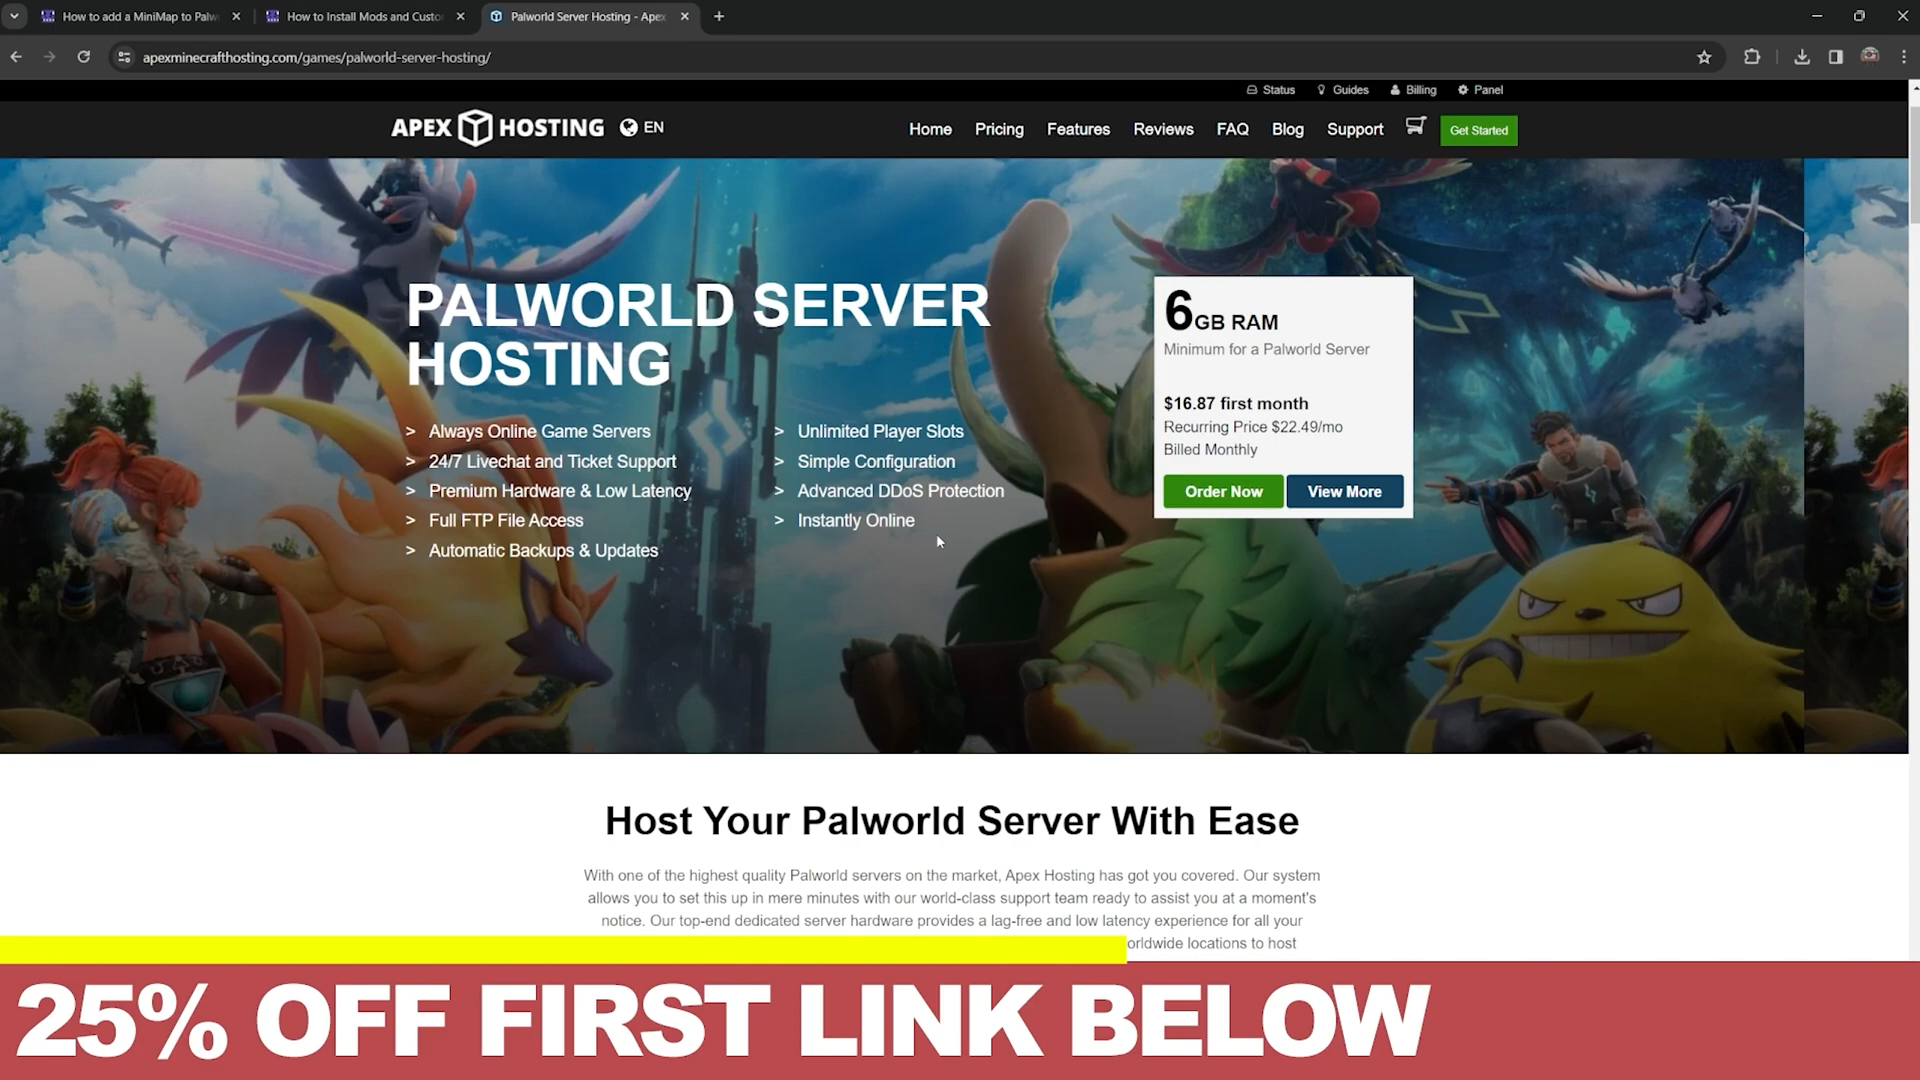 How to add a MiniMap to Palw
How to Install Mods and Custo
Palworld Server Hosting - Apex
apexminecrafthosting.com/games/palworld-server-hosting/
Status
Guides
Billing
Panel
APEX HOSTING
EN
Home
Pricing
Features
Reviews
FAQ
Blog
Support
Get Started
PALWORLD SERVER
HOSTING
> Always Online Game Servers
> 24/7 Livechat and Ticket Support
> Premium Hardware & Low Latency
> Full FTP File Access
> Automatic Backups & Updates
> Unlimited Player Slots
> Simple Configuration
> Advanced DDoS Protection
> Instantly Online
6GB RAM
Minimum for a Palworld Server
$16.87 first month
Recurring Price $22.49/mo
Billed Monthly
Order Now
View More
Host Your Palworld Server With Ease
With one of the highest quality Palworld servers on the market, Apex Hosting has got you covered. Our system
allows you to set this up in mere minutes with our world-class support team ready to assist you at a moment's
notice. Our top-end dedicated server hardware provides a lag-free and low latency experience for all your
orldwide locations to host
25% OFF FIRST LINK BELOW